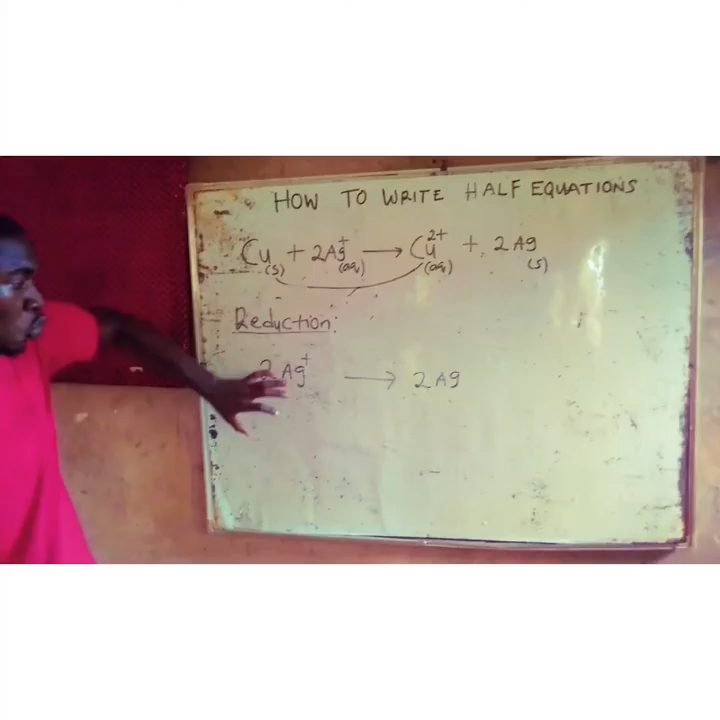 HOW TO WRITE HALF EQUATIONS
Cu(s) + 2Ag⁺(aq) → Cu²⁺(aq) + 2Ag(s)
Reduction:
2Ag⁺ → 2Ag